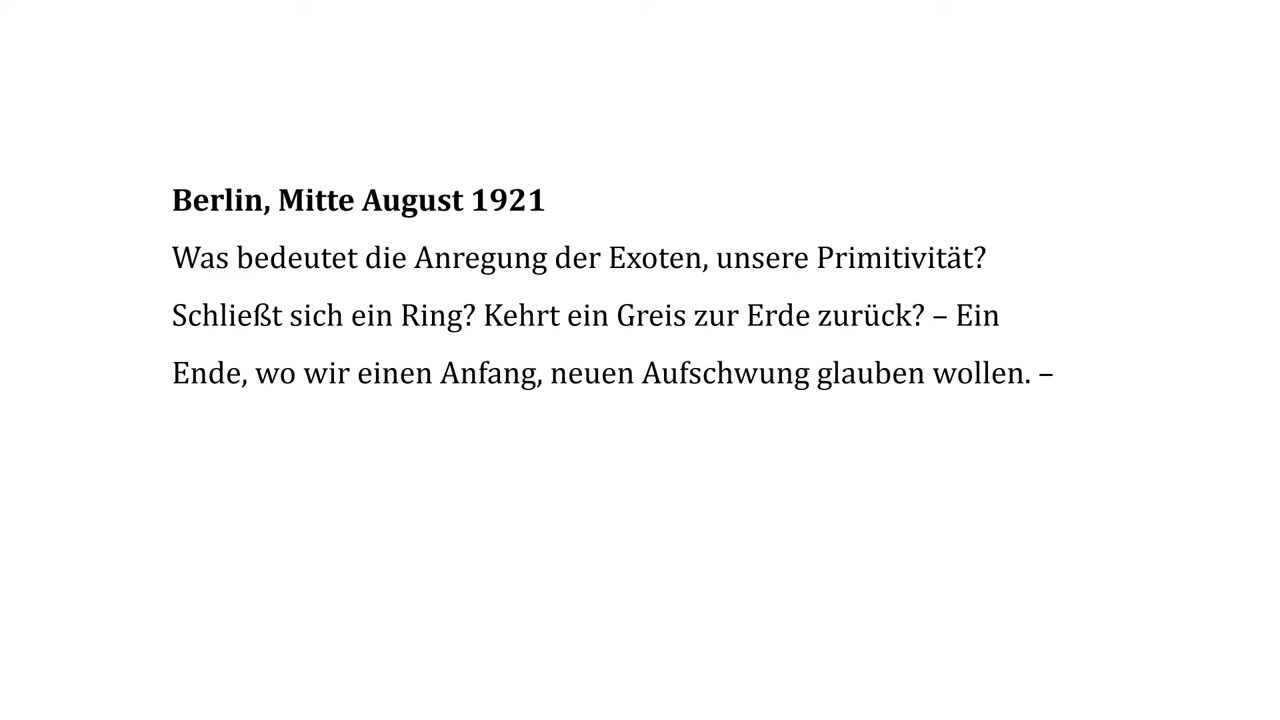 Berlin, Mitte August 1921
Was bedeutet die Anregung der Exoten, unsere Primitivität?
Schließt sich ein Ring? Kehrt ein Greis zur Erde zurück? – Ein
Ende, wo wir einen Anfang, neuen Aufschwung glauben wollen. –